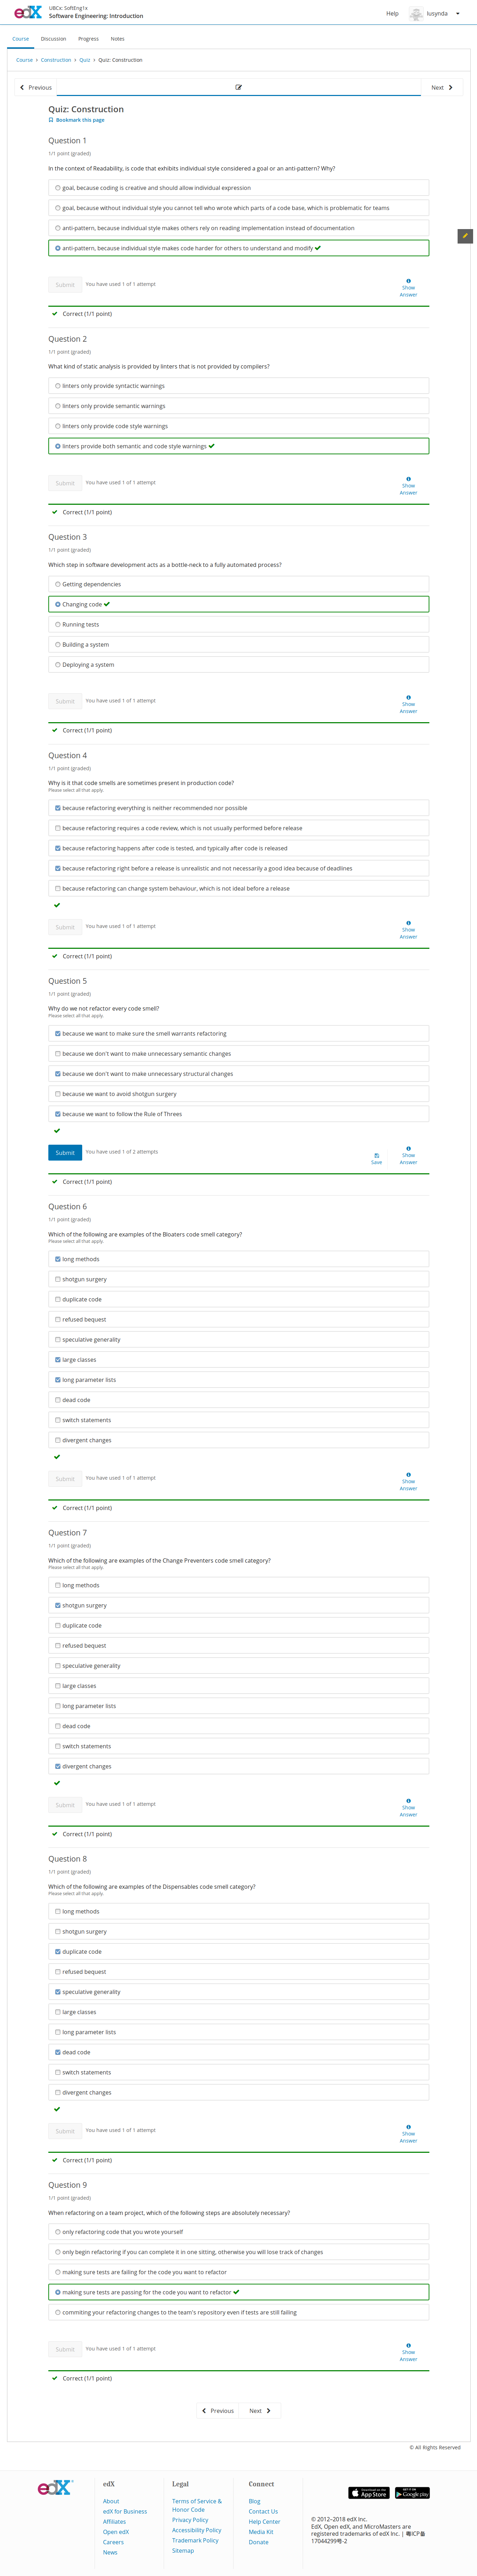 edX
UBCx: SoftEng1x
Software Engineering: Introduction
Help
lusynda
Course
Discussion
Progress
Notes
Course › Construction › Quiz › Quiz: Construction
Previous
Next
Quiz: Construction
Bookmark this page
Question 1
1/1 point (graded)
In the context of Readability, is code that exhibits individual style considered a goal or an anti-pattern? Why?
goal, because coding is creative and should allow individual expression
goal, because without individual style you cannot tell who wrote which parts of a code base, which is problematic for teams
anti-pattern, because individual style makes others rely on reading implementation instead of documentation
anti-pattern, because individual style makes code harder for others to understand and modify
Submit
You have used 1 of 1 attempt
Show
Answer
Correct (1/1 point)
Question 2
1/1 point (graded)
What kind of static analysis is provided by linters that is not provided by compilers?
linters only provide syntactic warnings
linters only provide semantic warnings
linters only provide code style warnings
linters provide both semantic and code style warnings
Submit
You have used 1 of 1 attempt
Show
Answer
Correct (1/1 point)
Question 3
1/1 point (graded)
Which step in software development acts as a bottle-neck to a fully automated process?
Getting dependencies
Changing code
Running tests
Building a system
Deploying a system
Submit
You have used 1 of 1 attempt
Show
Answer
Correct (1/1 point)
Question 4
1/1 point (graded)
Why is it that code smells are sometimes present in production code?
Please select all that apply.
because refactoring everything is neither recommended nor possible
because refactoring requires a code review, which is not usually performed before release
because refactoring happens after code is tested, and typically after code is released
because refactoring right before a release is unrealistic and not necessarily a good idea because of deadlines
because refactoring can change system behaviour, which is not ideal before a release
Submit
You have used 1 of 1 attempt
Show
Answer
Correct (1/1 point)
Question 5
1/1 point (graded)
Why do we not refactor every code smell?
Please select all that apply.
because we want to make sure the smell warrants refactoring
because we don't want to make unnecessary semantic changes
because we don't want to make unnecessary structural changes
because we want to avoid shotgun surgery
because we want to follow the Rule of Threes
Submit
You have used 1 of 2 attempts
Save
Show
Answer
Correct (1/1 point)
Question 6
1/1 point (graded)
Which of the following are examples of the Bloaters code smell category?
Please select all that apply.
long methods
shotgun surgery
duplicate code
refused bequest
speculative generality
large classes
long parameter lists
dead code
switch statements
divergent changes
Submit
You have used 1 of 1 attempt
Show
Answer
Correct (1/1 point)
Question 7
1/1 point (graded)
Which of the following are examples of the Change Preventers code smell category?
Please select all that apply.
long methods
shotgun surgery
duplicate code
refused bequest
speculative generality
large classes
long parameter lists
dead code
switch statements
divergent changes
Submit
You have used 1 of 1 attempt
Show
Answer
Correct (1/1 point)
Question 8
1/1 point (graded)
Which of the following are examples of the Dispensables code smell category?
Please select all that apply.
long methods
shotgun surgery
duplicate code
refused bequest
speculative generality
large classes
long parameter lists
dead code
switch statements
divergent changes
Submit
You have used 1 of 1 attempt
Show
Answer
Correct (1/1 point)
Question 9
1/1 point (graded)
When refactoring on a team project, which of the following steps are absolutely necessary?
only refactoring code that you wrote yourself
only begin refactoring if you can complete it in one sitting, otherwise you will lose track of changes
making sure tests are failing for the code you want to refactor
making sure tests are passing for the code you want to refactor
commiting your refactoring changes to the team's repository even if tests are still failing
Submit
You have used 1 of 1 attempt
Show
Answer
Correct (1/1 point)
Previous
Next
© All Rights Reserved
edX
edX
About
edX for Business
Affiliates
Open edX
Careers
News
Legal
Terms of Service &
Honor Code
Privacy Policy
Accessibility Policy
Trademark Policy
Sitemap
Connect
Blog
Contact Us
Help Center
Media Kit
Donate
Download on the
App Store
GET IT ON
Google play
© 2012–2018 edX Inc.
EdX, Open edX, and MicroMasters are
registered trademarks of edX Inc. | 粤ICP备
17044299号-2